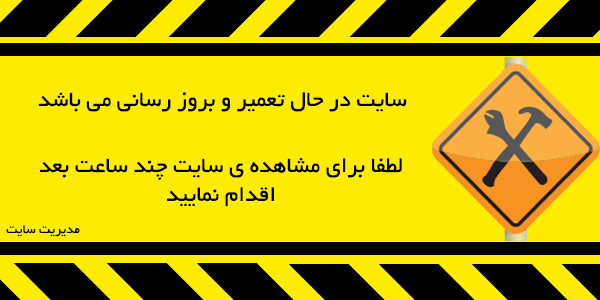 سایت در حال تعمیر و بروز رسانی می باشد
لطفا برای مشاهده ی سایت چند ساعت بعد
اقدام نمایید
مدیریت سایت